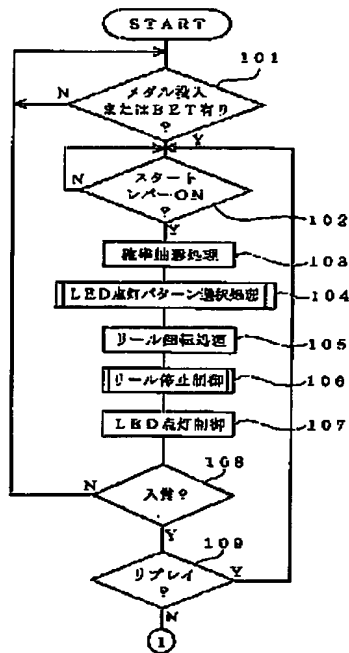 START
101
メダル投入
またはBET有り
?
N
Y
スタート
レバーON
?
N
102
Y
確率抽選処理
103
LED点灯パターン選択処理
104
リール回転処理
105
リール停止制御
106
LED点灯制御
107
108
入賞?
N
Y
109
リプレイ
?
Y
N
1